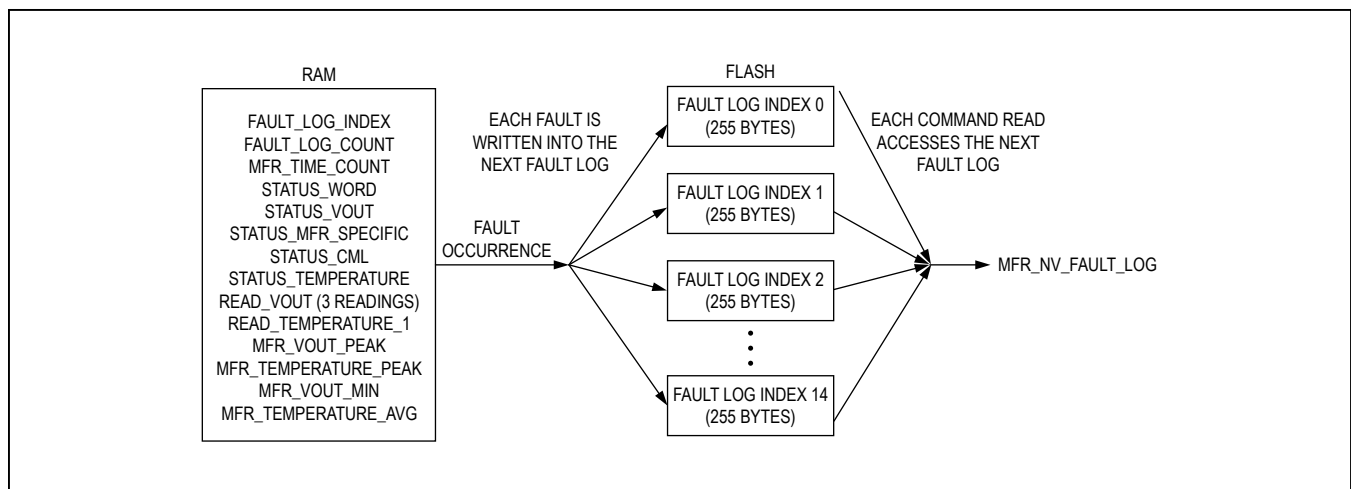 RAM
FAULT_LOG_INDEX
FAULT_LOG_COUNT
MFR_TIME_COUNT
STATUS_WORD
STATUS_VOUT
STATUS_MFR_SPECIFIC
STATUS_CML
STATUS_TEMPERATURE
READ_VOUT (3 READINGS)
READ_TEMPERATURE_1
MFR_VOUT_PEAK
MFR_TEMPERATURE_PEAK
MFR_VOUT_MIN
MFR_TEMPERATURE_AVG
FAULT
OCCURRENCE
EACH FAULT IS
WRITTEN INTO THE
NEXT FAULT LOG
FLASH
FAULT LOG INDEX 0
(255 BYTES)
FAULT LOG INDEX 1
(255 BYTES)
FAULT LOG INDEX 2
(255 BYTES)
FAULT LOG INDEX 14
(255 BYTES)
EACH COMMAND READ
ACCESSES THE NEXT
FAULT LOG
MFR_NV_FAULT_LOG